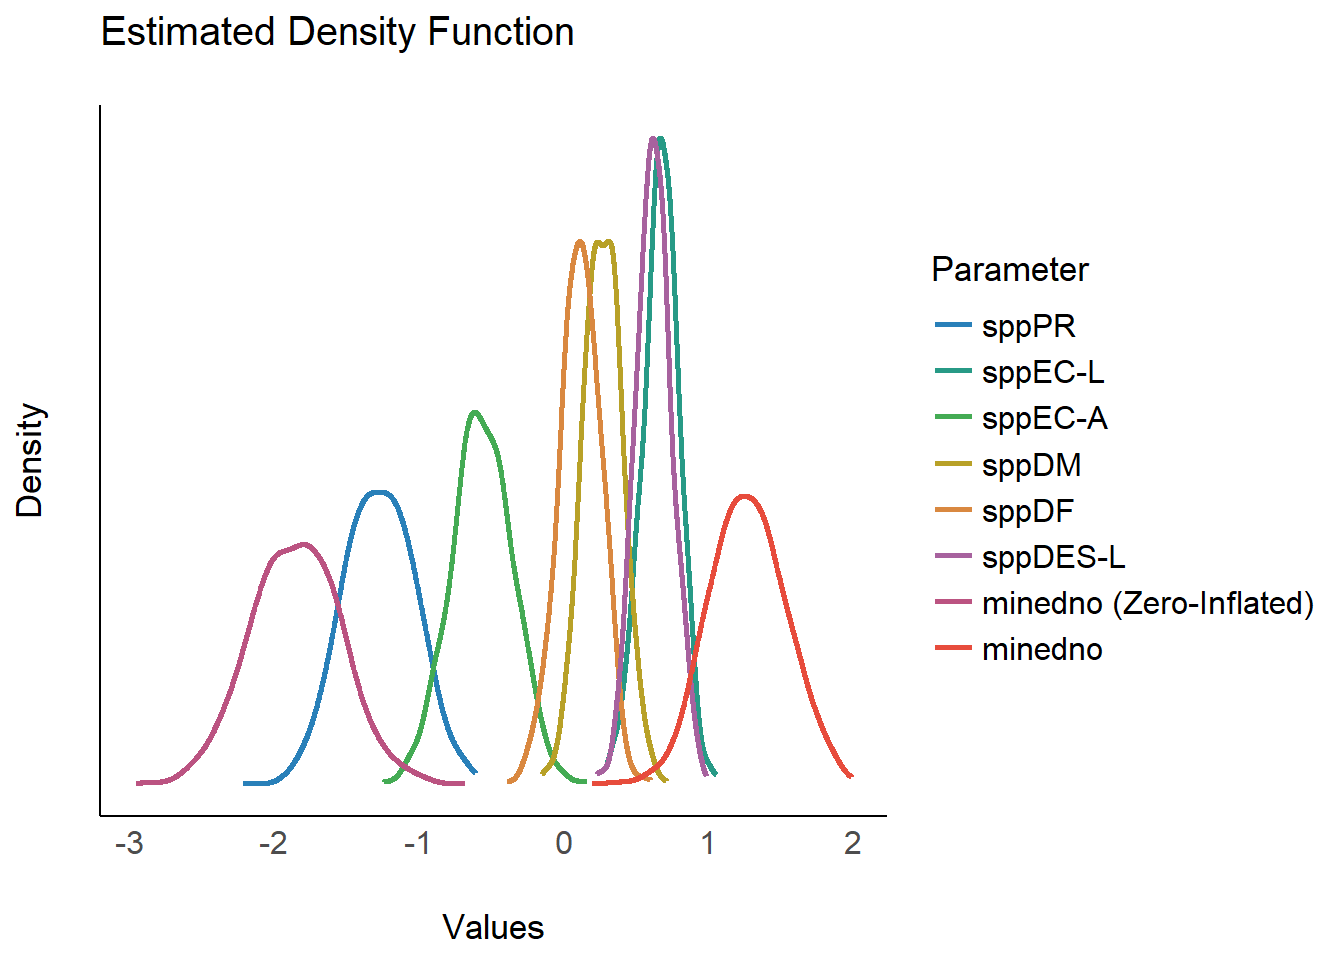 Estimated Density Function
Density
-3 -2 -1 0 1 2
Values
Parameter
sppPR
sppEC-L
sppEC-A
sppDM
sppDF
sppDES-L
minedno (Zero-Inflated)
minedno